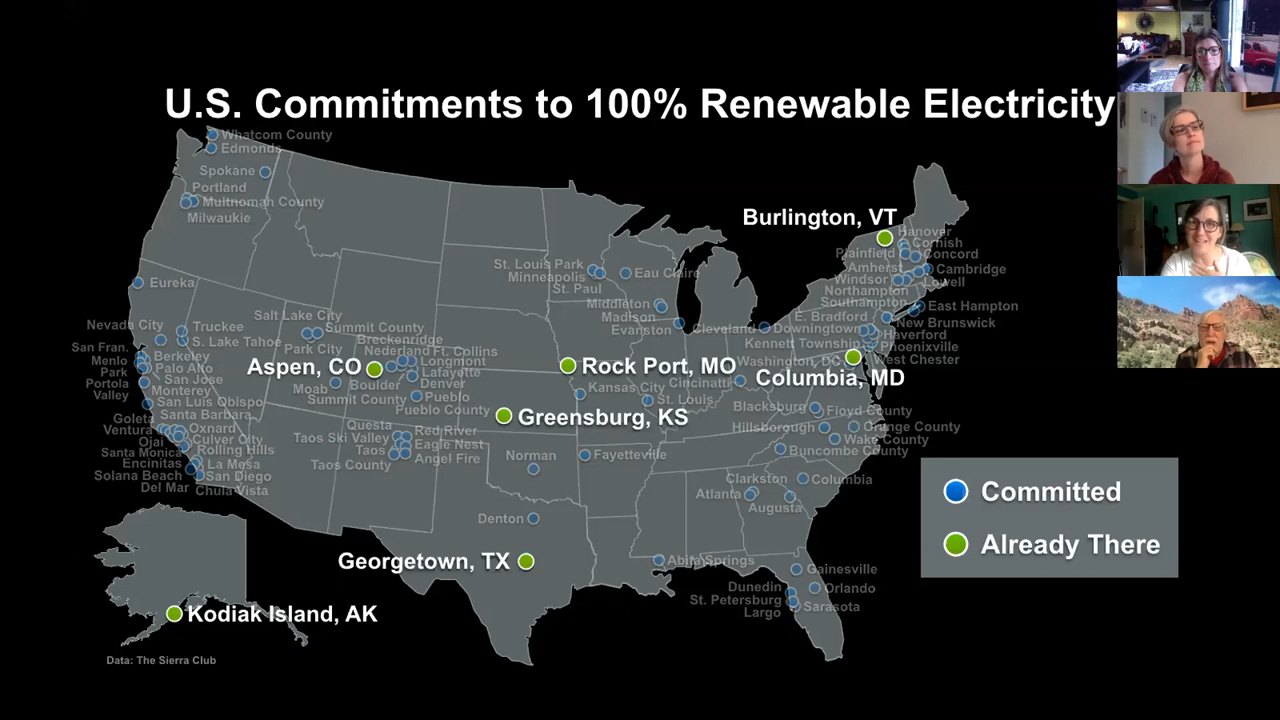 U.S. Commitments to 100% Renewable Electricity
Whatcom County
Edmonds
Spokane
Portland
Multnomah County
Milwaukie
Burlington, VT
Hanover
Cornish
Plainfield
Concord
Amherst
Cambridge
Windsor
Lowell
Northampton
Southampton
East Hampton
St. Louis Park
Minneapolis
Eau Claire
St. Paul
Eureka
Middleton
Madison
Evanston
Cleveland
E. Bradford
Downingtown
New Brunswick
Haverford
Kennett Township
Phoenixville
West Chester
Washington, DC
Columbia, MD
Salt Lake City
Summit County
Park City
Nevada City
Truckee
S. Lake Tahoe
San Fran.
Berkeley
Menlo
Park
Palo Alto
San Jose
Portola
Valley
Monterey
San Luis Obispo
Breckenridge
Nederland
Ft. Collins
Longmont
Lafayette
Aspen, CO
Moab
Boulder
Denver
Summit County
Pueblo
Pueblo County
Rock Port, MO
Kansas City
Cincinnati
St. Louis
Greensburg, KS
Blacksburg
Floyd County
Hillsborough
Orange County
Wake County
Buncombe County
Goleta
Santa Barbara
Ventura
Oxnard
Ojai
Culver City
Santa Monica
Rolling Hills
Encinitas
La Mesa
Solana Beach
San Diego
Del Mar
Chula Vista
Questa
Red River
Taos Ski Valley
Eagle Nest
Taos
Angel Fire
Taos County
Norman
Fayetteville
Clarkston
Columbia
Atlanta
Augusta
Denton
Georgetown, TX
Abita Springs
Gainesville
Dunedin
Orlando
St. Petersburg
Sarasota
Largo
Kodiak Island, AK
Committed
Already There
Data: The Sierra Club